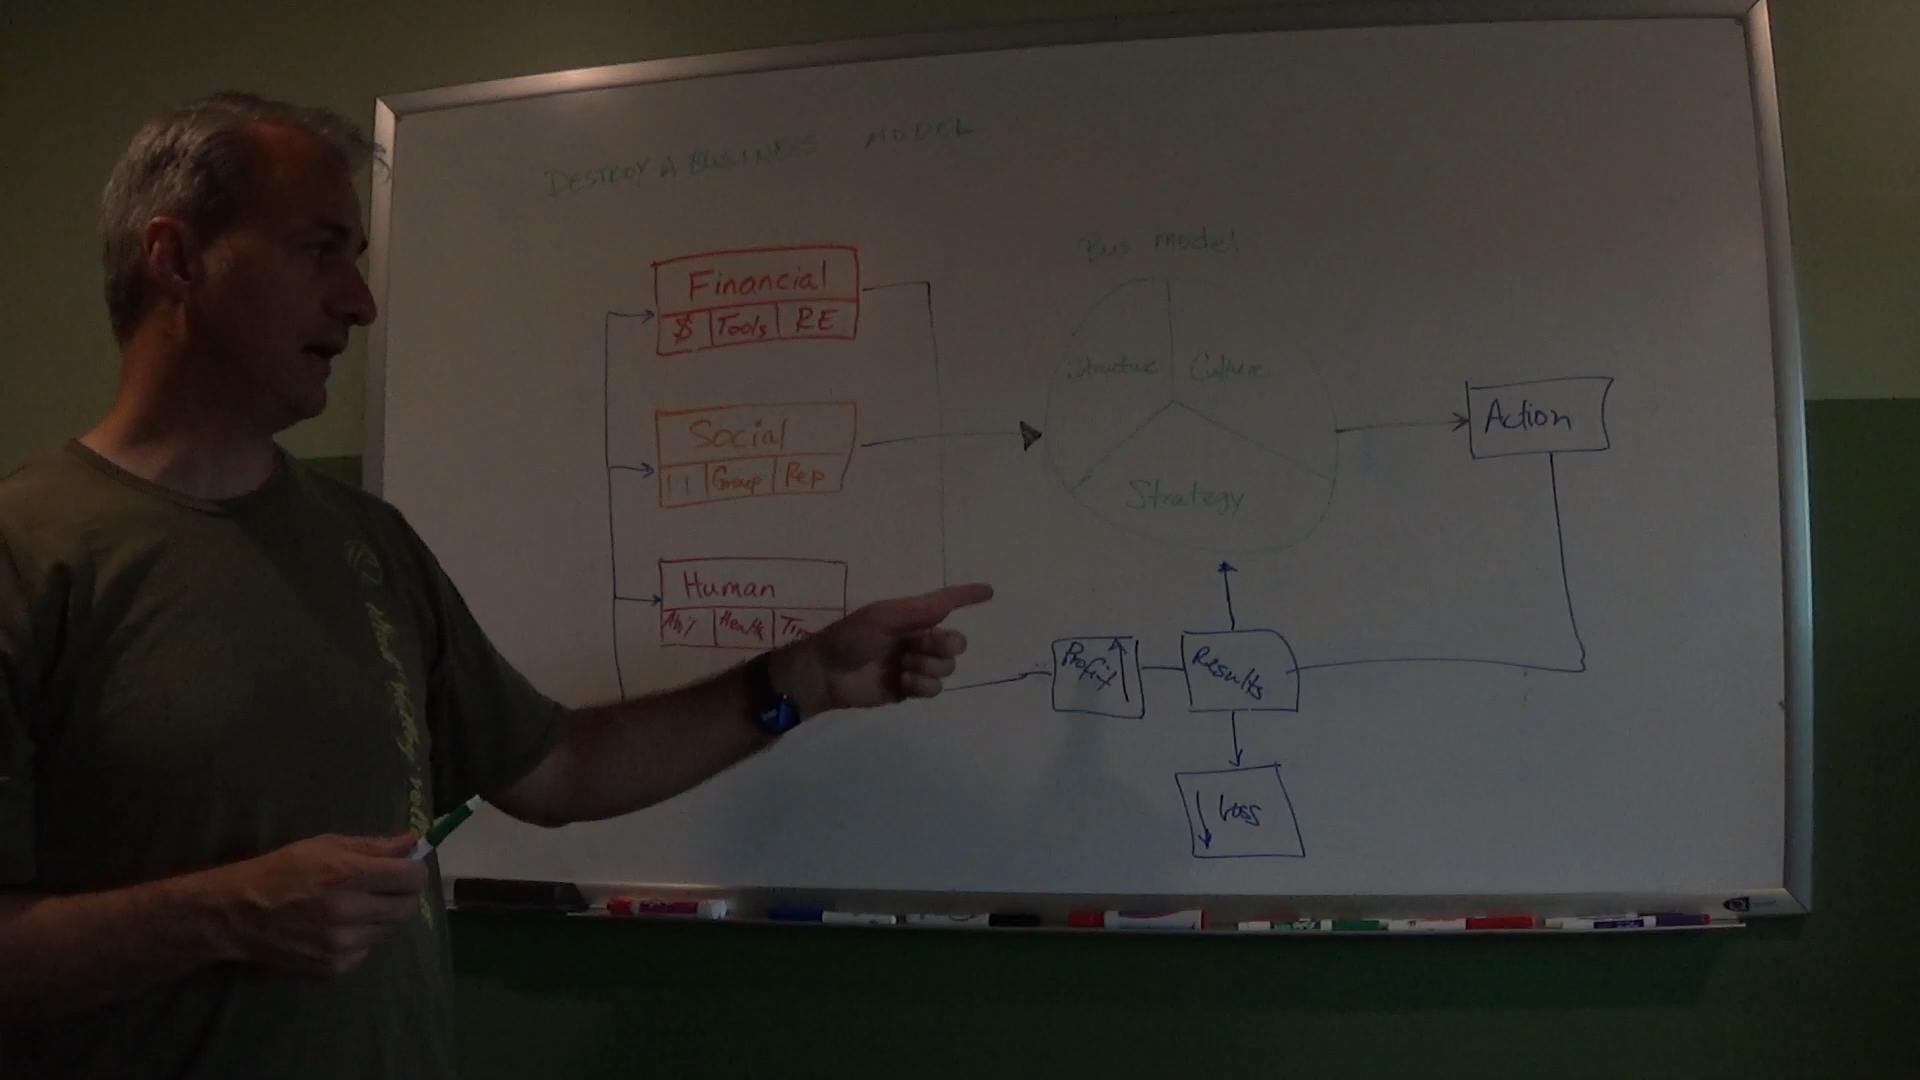 DESTROY A BUSINESS MODEL
Bus model
Financial
$ Tools RE
Structure Culture
Action
Social
11 Group Rep
Strategy
Human
Health
Profit
Results
Loss